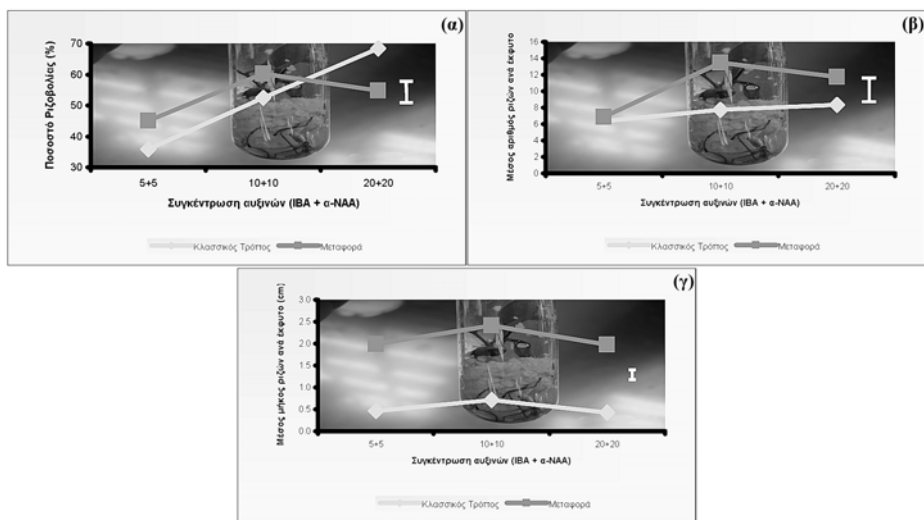 (α)
Ποσοστό Ριζοβολίας (%)
70
60
50
40
30
5+5
10+10
20+20
Συγκέντρωση αυξινών (IBA + α-NAA)
Κλασσικός Τρόπος
Μεταφορά
(β)
Μέσος αριθμός ριζών ανά έκφυτο
16
14
12
10
8
6
4
2
0
5+5
10+10
20+20
Συγκέντρωση αυξινών (IBA + α-NAA)
Κλασσικός Τρόπος
Μεταφορά
(γ)
Μέσος μήκος ριζών ανά έκφυτο (cm)
3.0
2.5
2.0
1.5
1.0
0.5
0.0
5+5
10+10
20+20
Συγκέντρωση αυξινών (IBA + α-NAA)
Κλασσικός Τρόπος
Μεταφορά